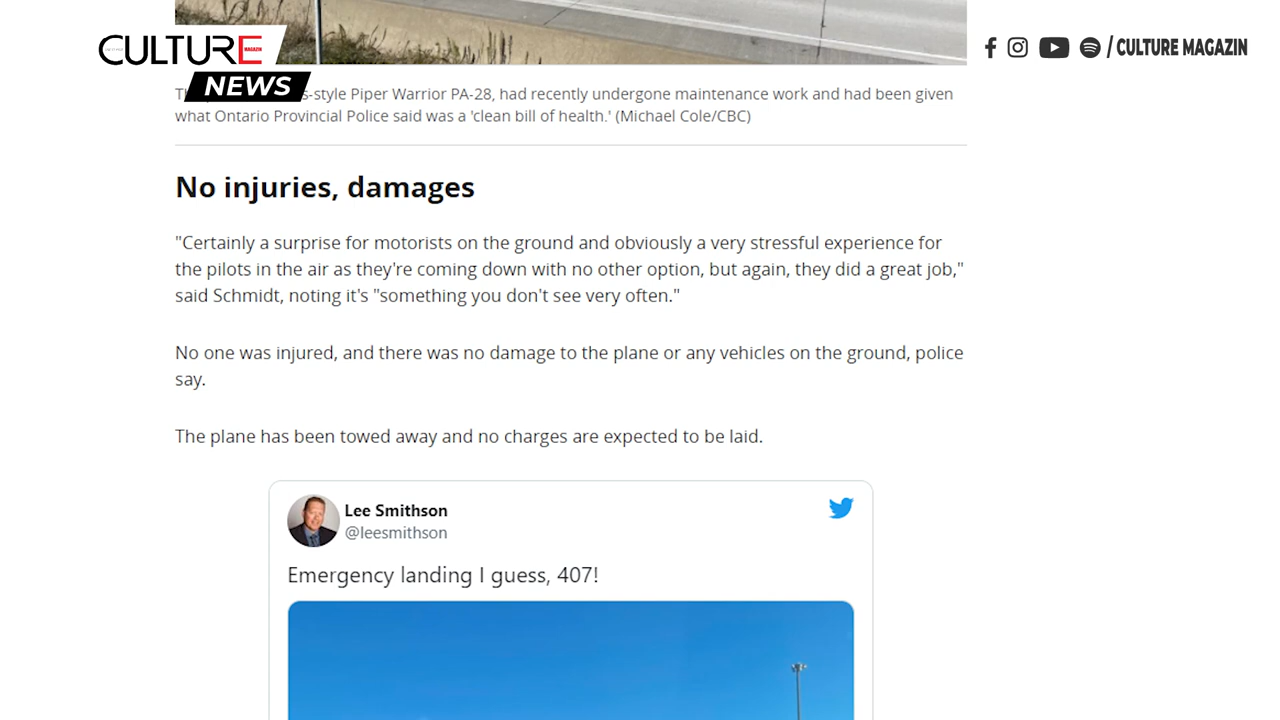 CULTURE
MAGAZIN
NEWS
/ CULTURE MAGAZIN
s-style Piper Warrior PA-28, had recently undergone maintenance work and had been given
what Ontario Provincial Police said was a 'clean bill of health.' (Michael Cole/CBC)
No injuries, damages
"Certainly a surprise for motorists on the ground and obviously a very stressful experience for
the pilots in the air as they're coming down with no other option, but again, they did a great job,"
said Schmidt, noting it's "something you don't see very often."
No one was injured, and there was no damage to the plane or any vehicles on the ground, police
say.
The plane has been towed away and no charges are expected to be laid.
Lee Smithson
@leesmithson
Emergency landing I guess, 407!